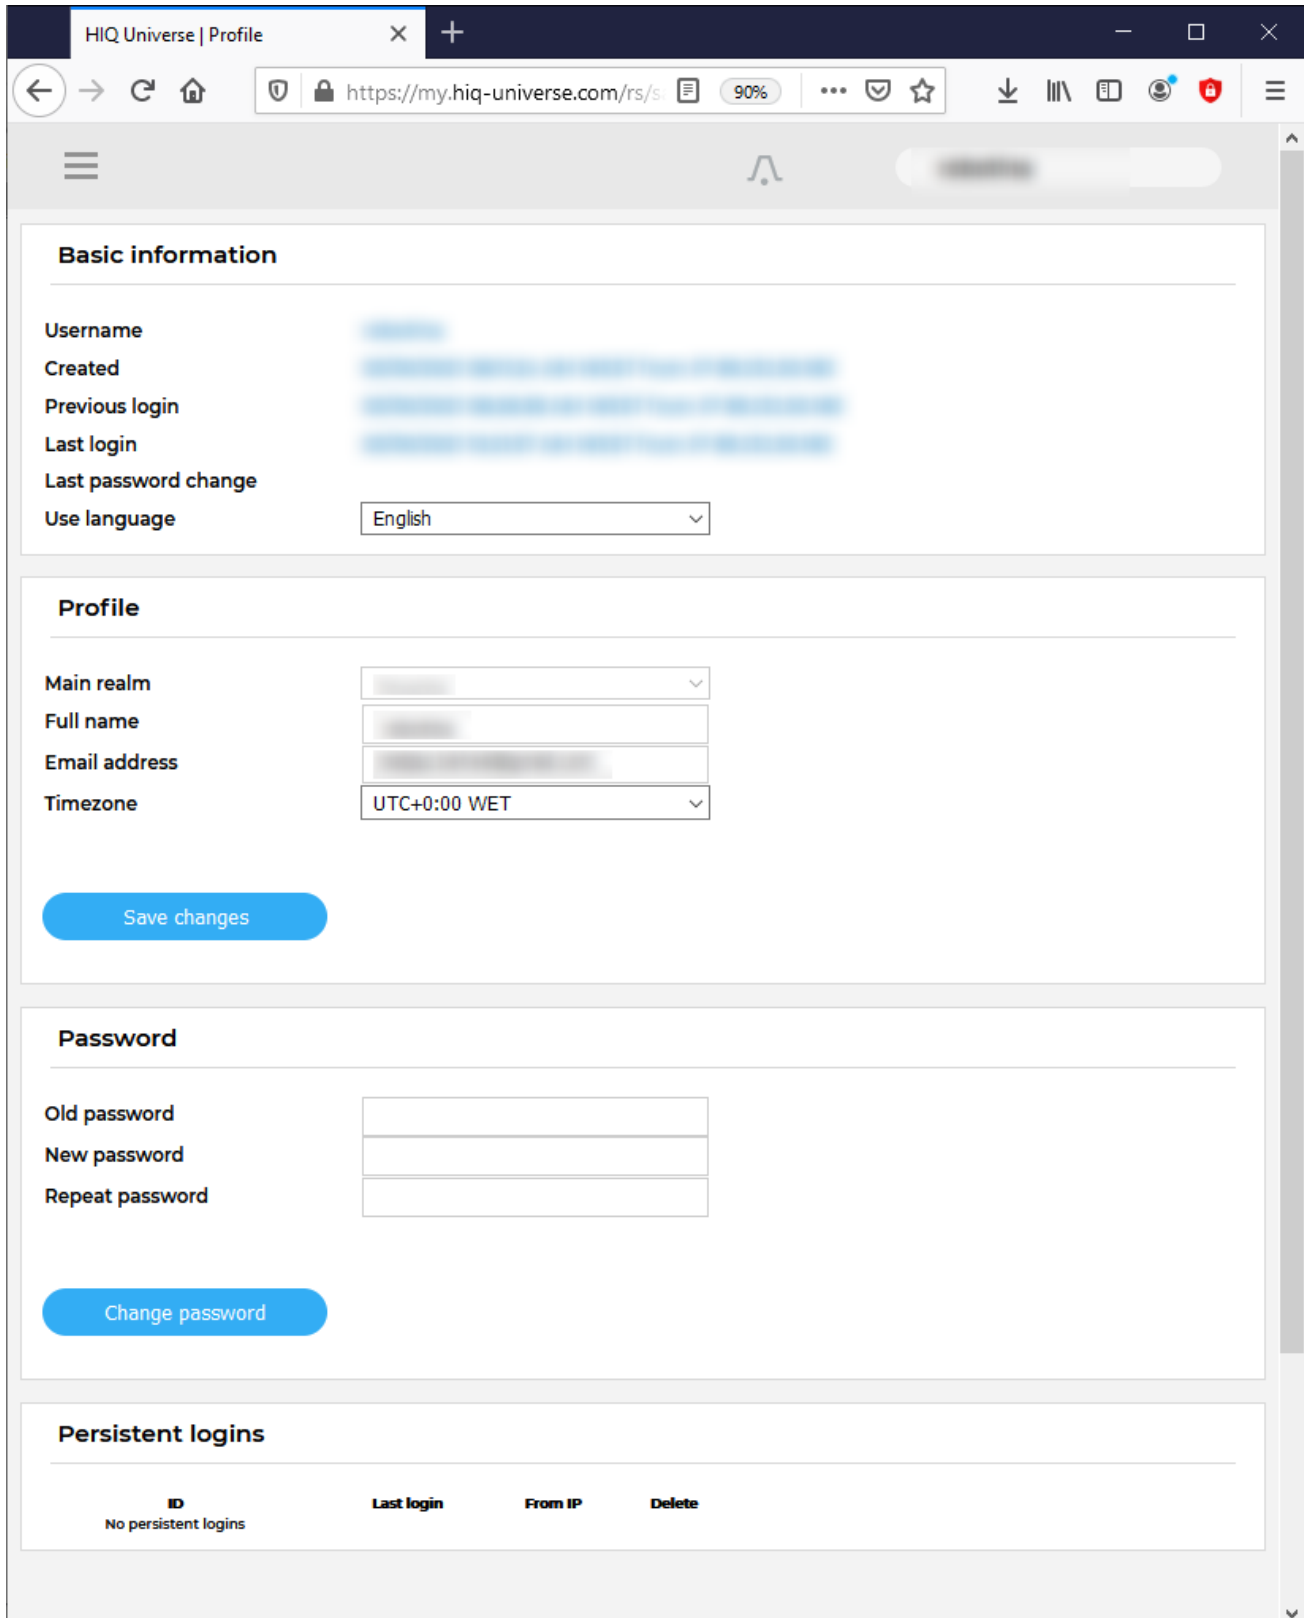 HIQ Universe | Profile
https://my.hiq-universe.com/rs/s
90%
Basic information
Username
Created
Previous login
Last login
Last password change
Use language English
Profile
Main realm
Full name
Email address
Timezone UTC+0:00 WET
Save changes
Password
Old password
New password
Repeat password
Change password
Persistent logins
ID Last login From IP Delete
No persistent logins